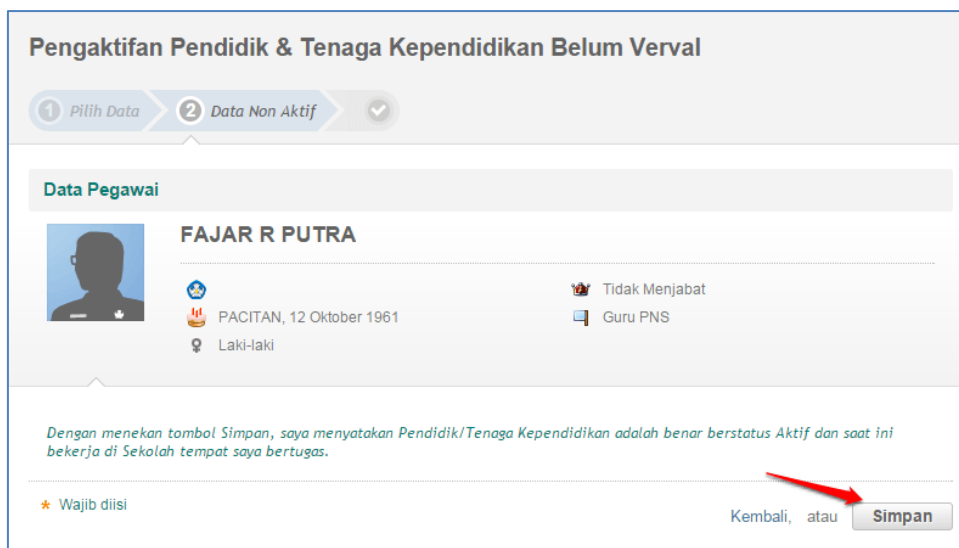 Pengaktifan Pendidik & Tenaga Kependidikan Belum Verval
1 Pilih Data 2 Data Non Aktif
Data Pegawai
FAJAR R PUTRA
Tidak Menjabat
PACITAN, 12 Oktober 1961 Guru PNS
Laki-laki
Dengan menekan tombol Simpan, saya menyatakan Pendidik/Tenaga Kependidikan adalah benar berstatus Aktif dan saat ini
bekerja di Sekolah tempat saya bertugas.
* Wajib diisi
Kembali, atau Simpan